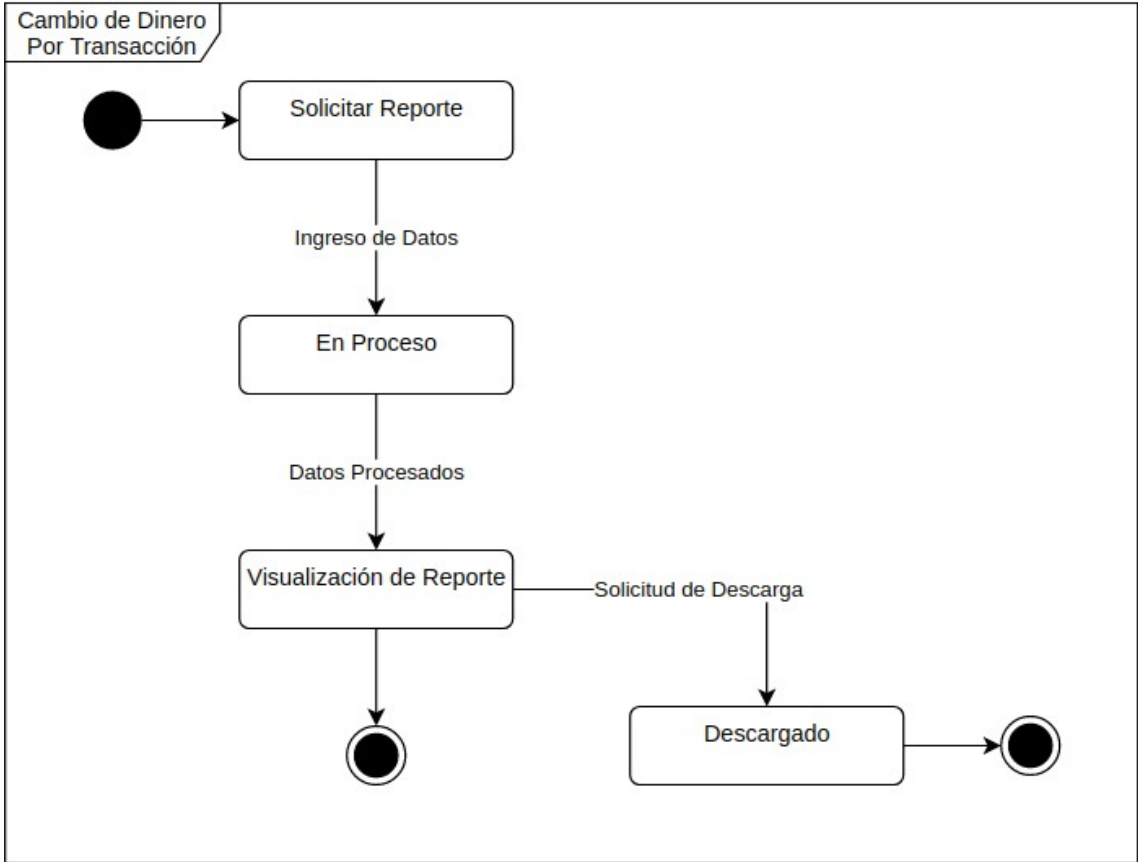 Cambio de Dinero
Por Transacción
Solicitar Reporte
Ingreso de Datos
En Proceso
Datos Procesados
Visualización de Reporte
Solicitud de Descarga
Descargado